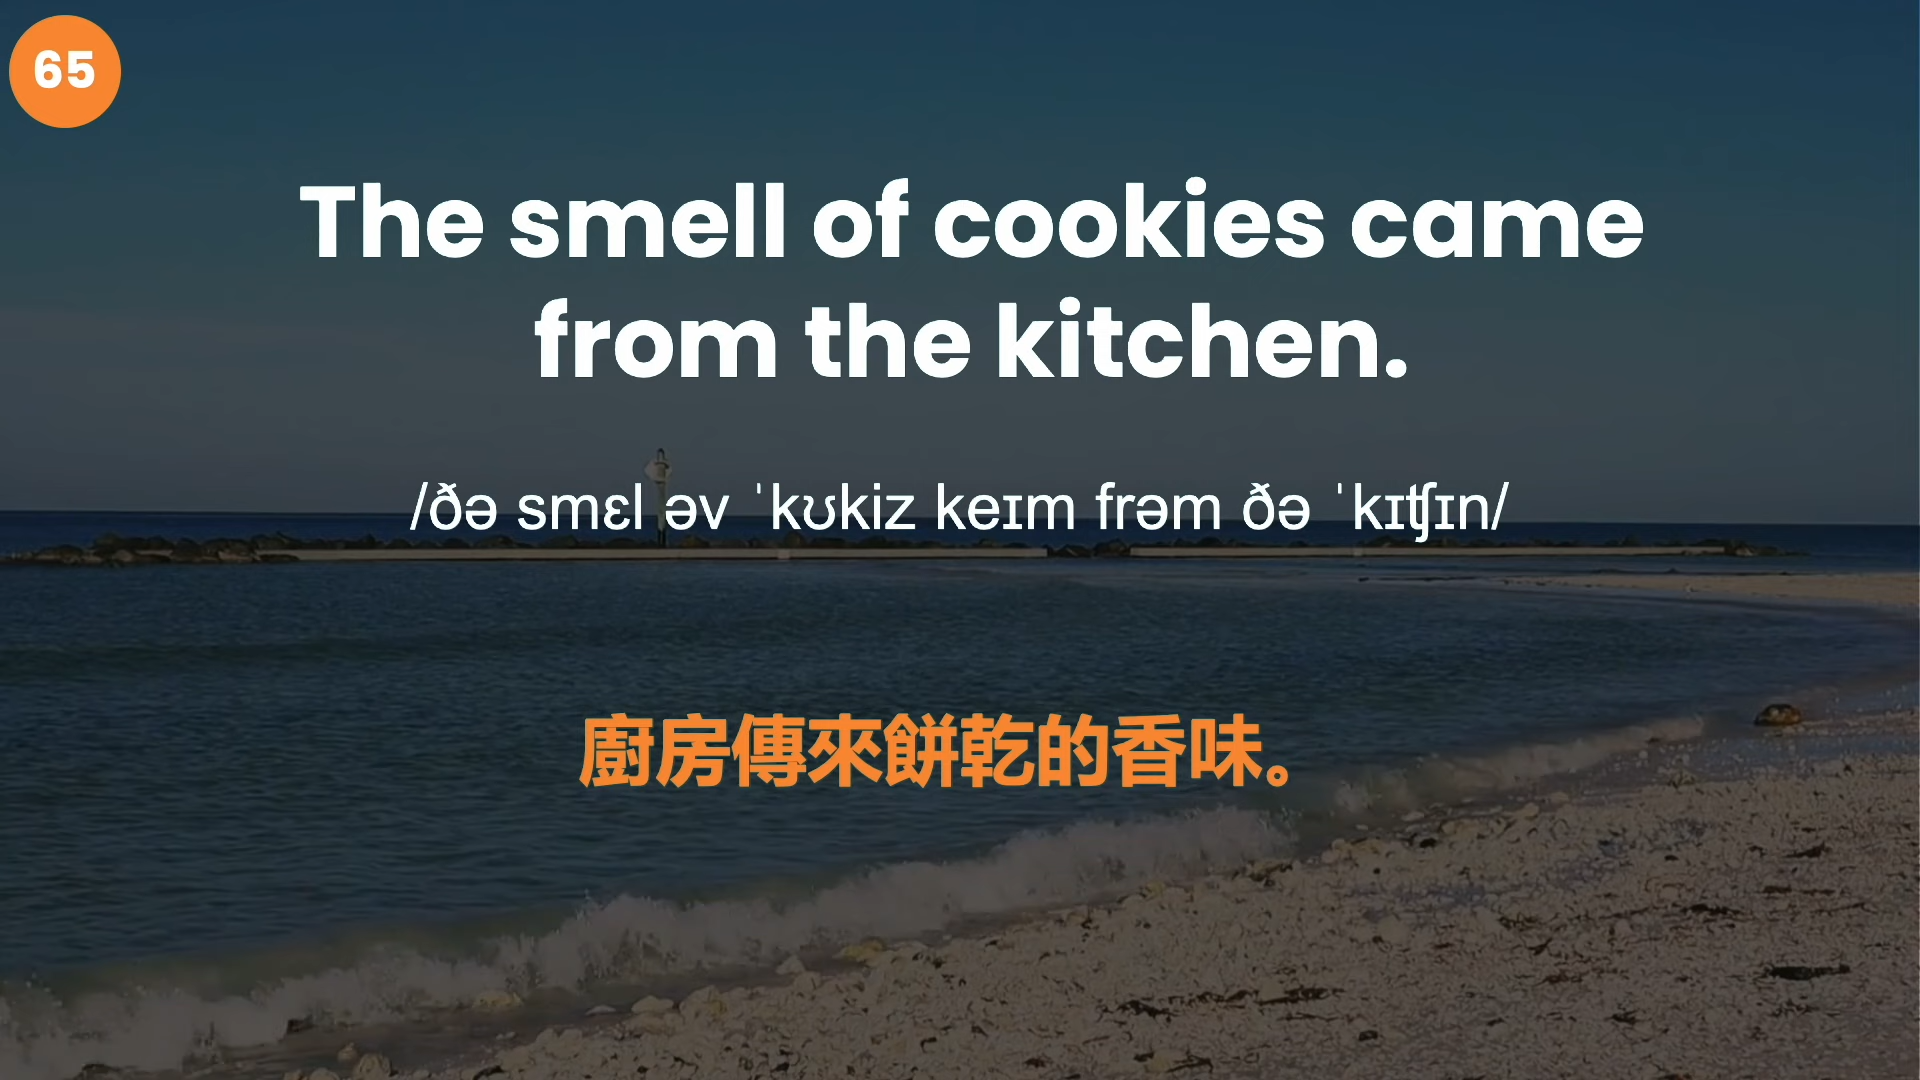 65
The smell of cookies came
from the kitchen.
/ðə smɛl əv ˈkʊkiz keɪm frəm ðə ˈkɪʧɪn/
廚房傳來餅乾的香味。